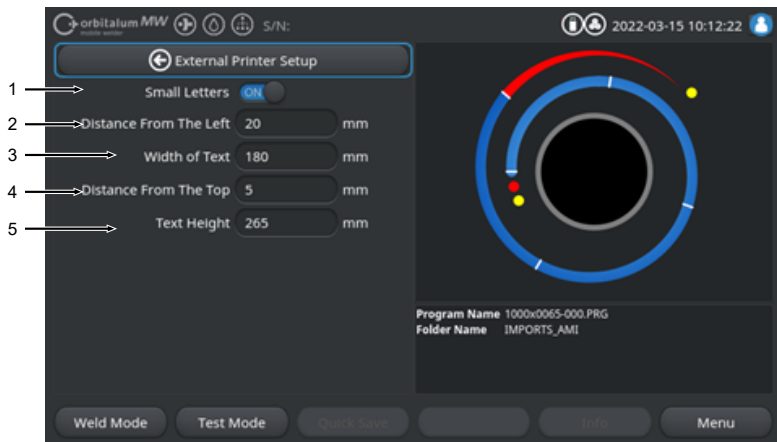 orbitalum MW S/N: 2022-03-15 10:12:22
mobile welder
External Printer Setup
1 Small Letters ON
2 Distance From The Left 20 mm
3 Width of Text 180 mm
4 Distance From The Top 5 mm
5 Text Height 265 mm
Program Name 1000x0065-000.PRG
Folder Name IMPORTS_AMI
Weld Mode Test Mode Quick Save Info Menu